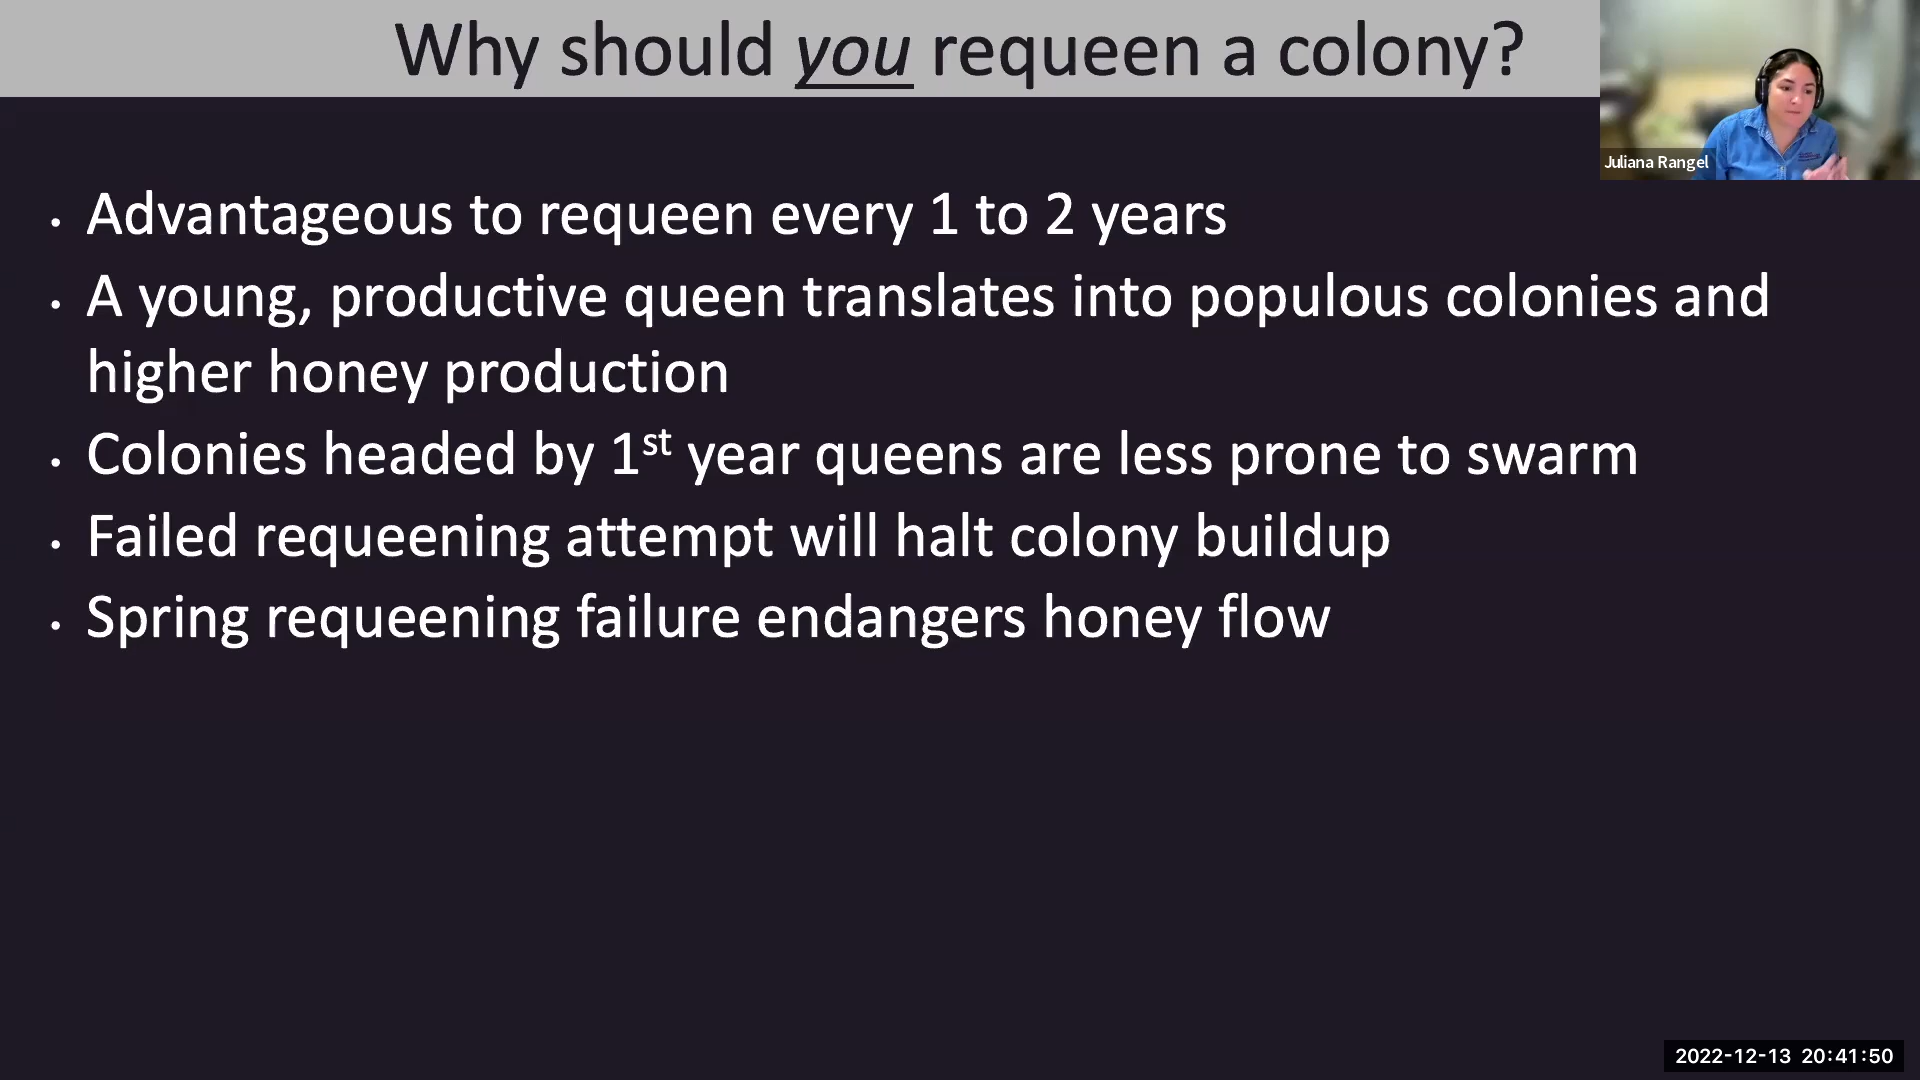 Why should you requeen a colony?
Juliana Rangel
• Advantageous to requeen every 1 to 2 years
• A young, productive queen translates into populous colonies and
higher honey production
• Colonies headed by 1st year queens are less prone to swarm
• Failed requeening attempt will halt colony buildup
• Spring requeening failure endangers honey flow
2022-12-13 20:41:50